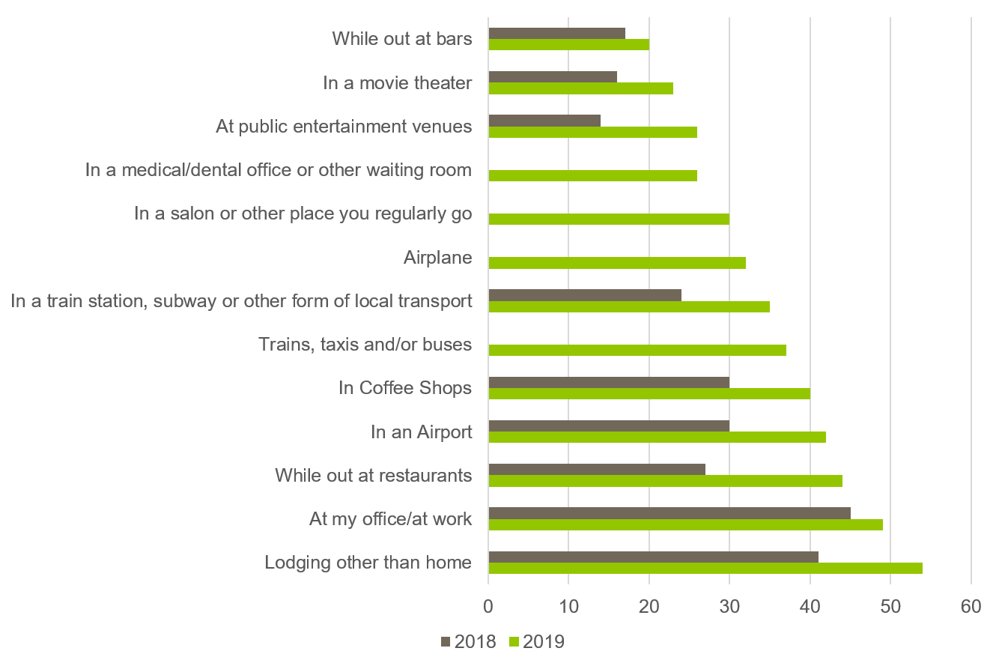 While out at bars
In a movie theater
At public entertainment venues
In a medical/dental office or other waiting room
In a salon or other place you regularly go
Airplane
In a train station, subway or other form of local transport
Trains, taxis and/or buses
In Coffee Shops
In an Airport
While out at restaurants
At my office/at work
Lodging other than home
0 10 20 30 40 50 60
2018 2019